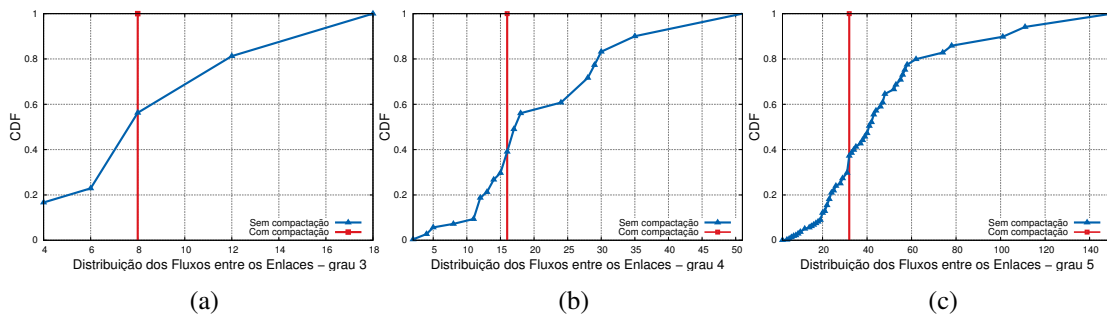 1
0.8
0.6
0.4
0.2
0
CDF
4 6 8 10 12 14 16 18
Sem compactação
Com compactação
Distribuição dos Fluxos entre os Enlaces – grau 3
(a)
1
0.8
0.6
0.4
0.2
0
CDF
5 10 15 20 25 30 35 40 45 50
Sem compactação
Com compactação
Distribuição dos Fluxos entre os Enlaces – grau 4
(b)
1
0.8
0.6
0.4
0.2
0
CDF
20 40 60 80 100 120 140
Sem compactação
Com compactação
Distribuição dos Fluxos entre os Enlaces – grau 5
(c)